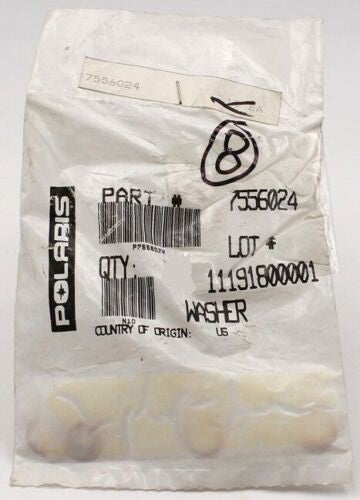 7556024
K
8
POLARIS
PART # 7556024
P7556024
LOT #
11191800001
QTY:
WASHER
COUNTRY OF ORIGIN: US